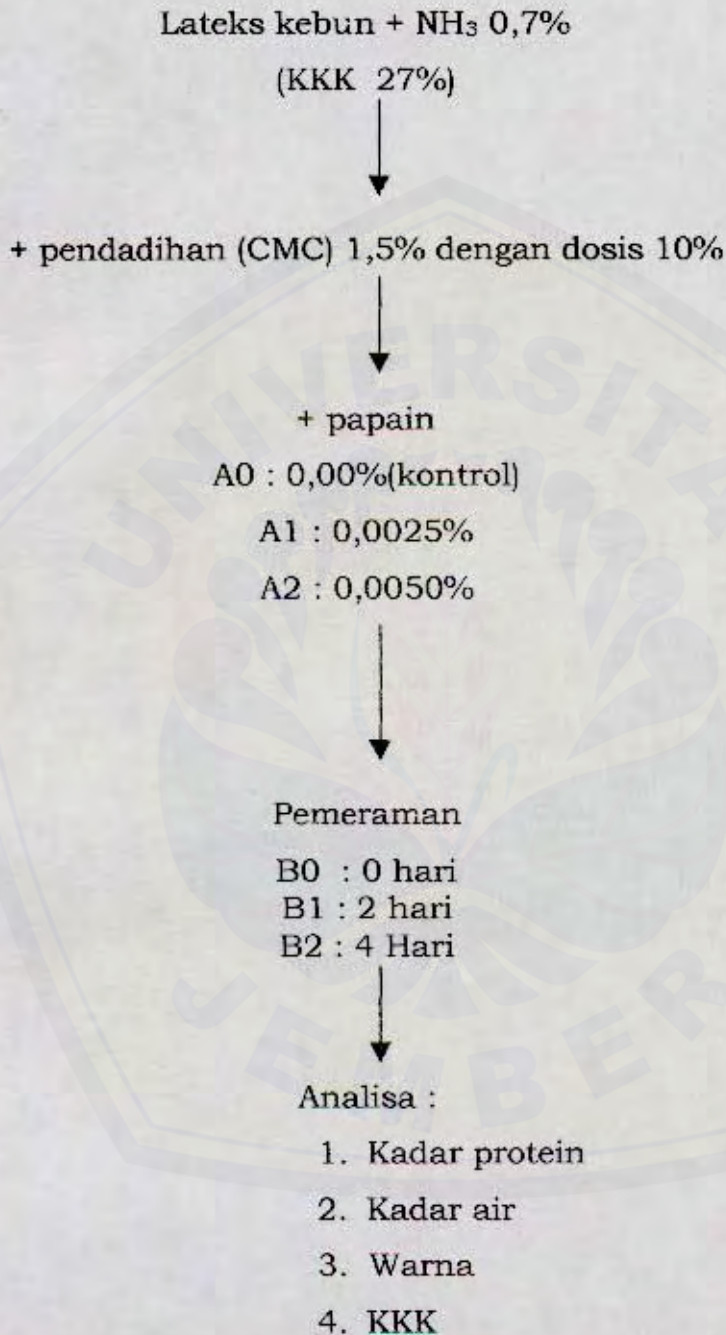 Lateks kebun + NH₃ 0,7%
(KKK 27%)
+ pendadihan (CMC) 1,5% dengan dosis 10%
+ papain
A0 : 0,00%(kontrol)
A1 : 0,0025%
A2 : 0,0050%
Pemeraman
B0 : 0 hari
B1 : 2 hari
B2 : 4 Hari
Analisa :
1. Kadar protein
2. Kadar air
3. Warna
4. KKK
UNIVERSITA
JEMBER